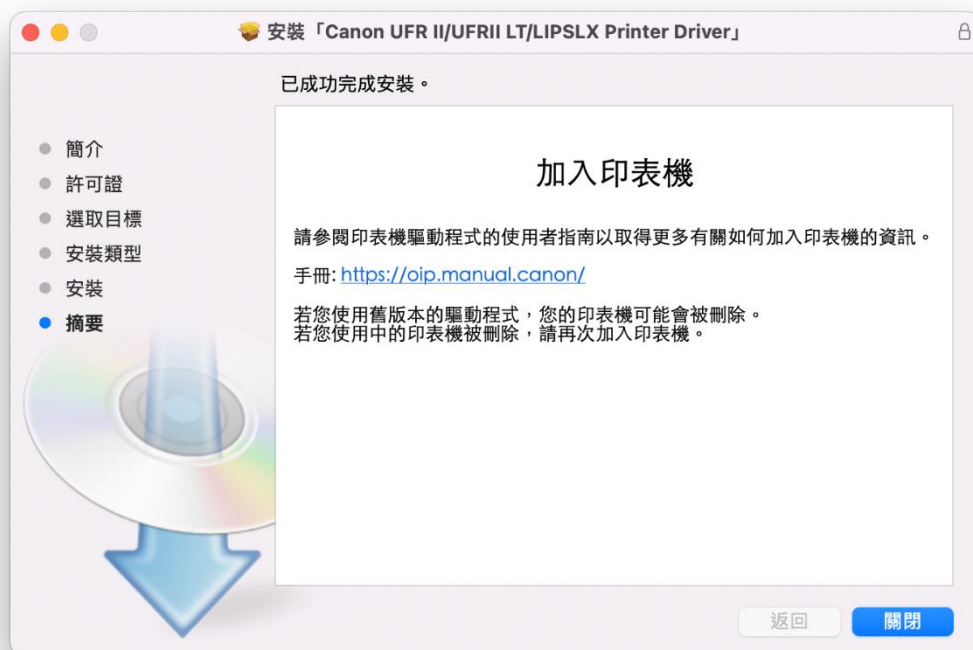 安裝「Canon UFR II/UFRII LT/LIPSLX Printer Driver」
已成功完成安裝。
簡介
許可證
選取目標
安裝類型
安裝
摘要
加入印表機
請參閱印表機驅動程式的使用者指南以取得更多有關如何加入印表機的資訊。
手冊: https://oip.manual.canon/
若您使用舊版本的驅動程式，您的印表機可能會被刪除。
若您使用中的印表機被刪除，請再次加入印表機。
返回
關閉